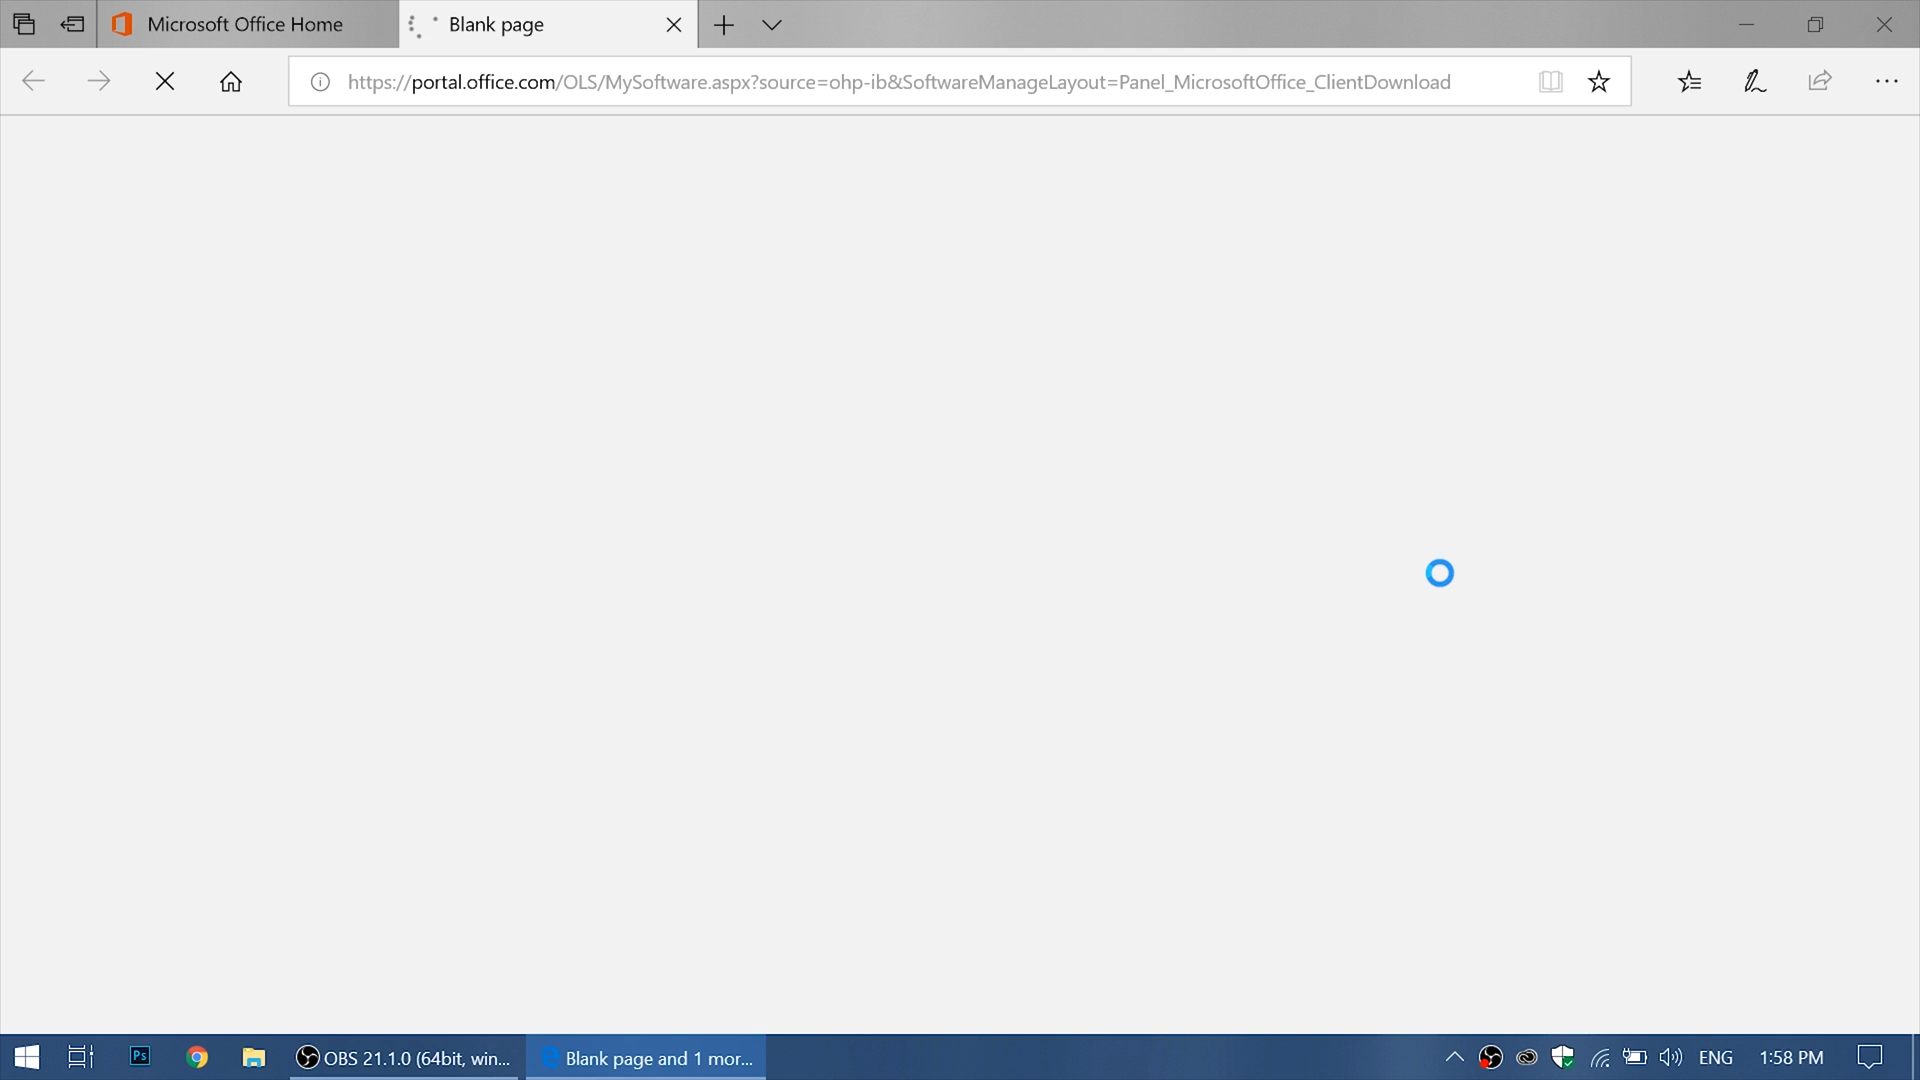 Microsoft Office Home
Blank page
https://portal.office.com/OLS/MySoftware.aspx?source=ohp-ib&SoftwareManageLayout=Panel_MicrosoftOffice_ClientDownload
Ps
OBS 21.1.0 (64bit, win...
Blank page and 1 mor...
ENG
1:58 PM